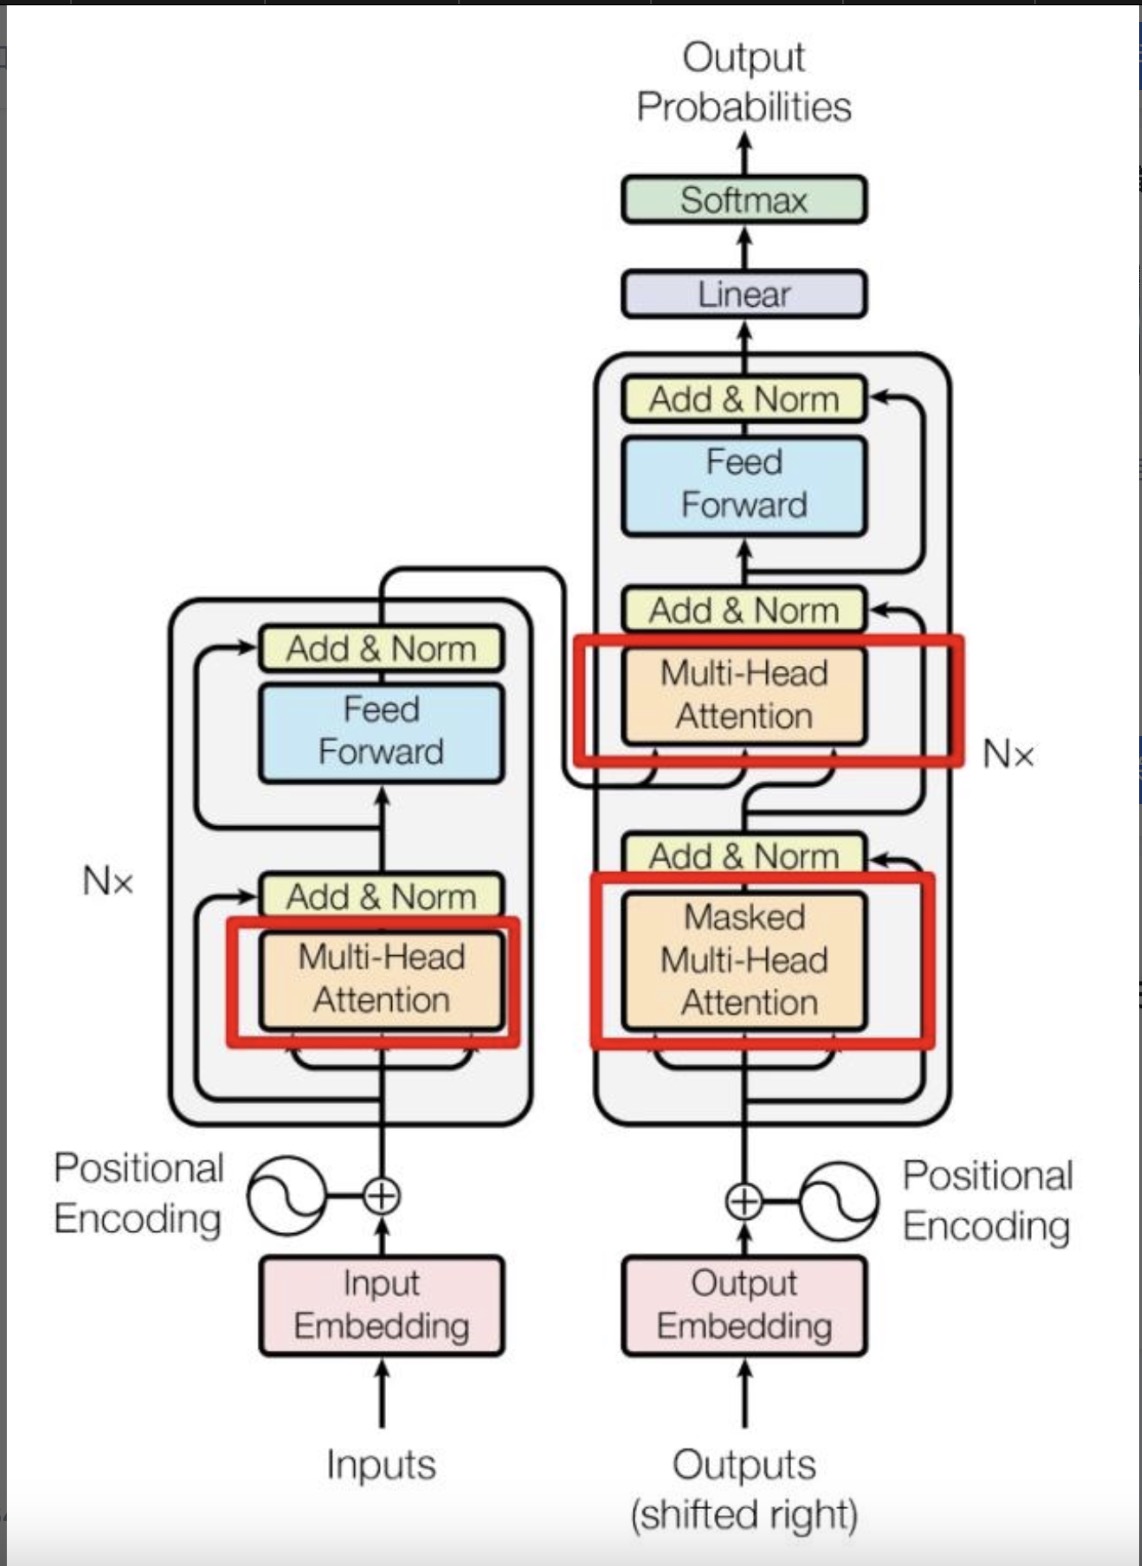 Output
Probabilities
Softmax
Linear
Add & Norm
Feed
Forward
Add & Norm
Multi-Head
Attention
Nx
Add & Norm
Masked
Multi-Head
Attention
Add & Norm
Feed
Forward
Nx
Add & Norm
Multi-Head
Attention
Positional
Encoding
Positional
Encoding
Input
Embedding
Output
Embedding
Inputs
Outputs
(shifted right)